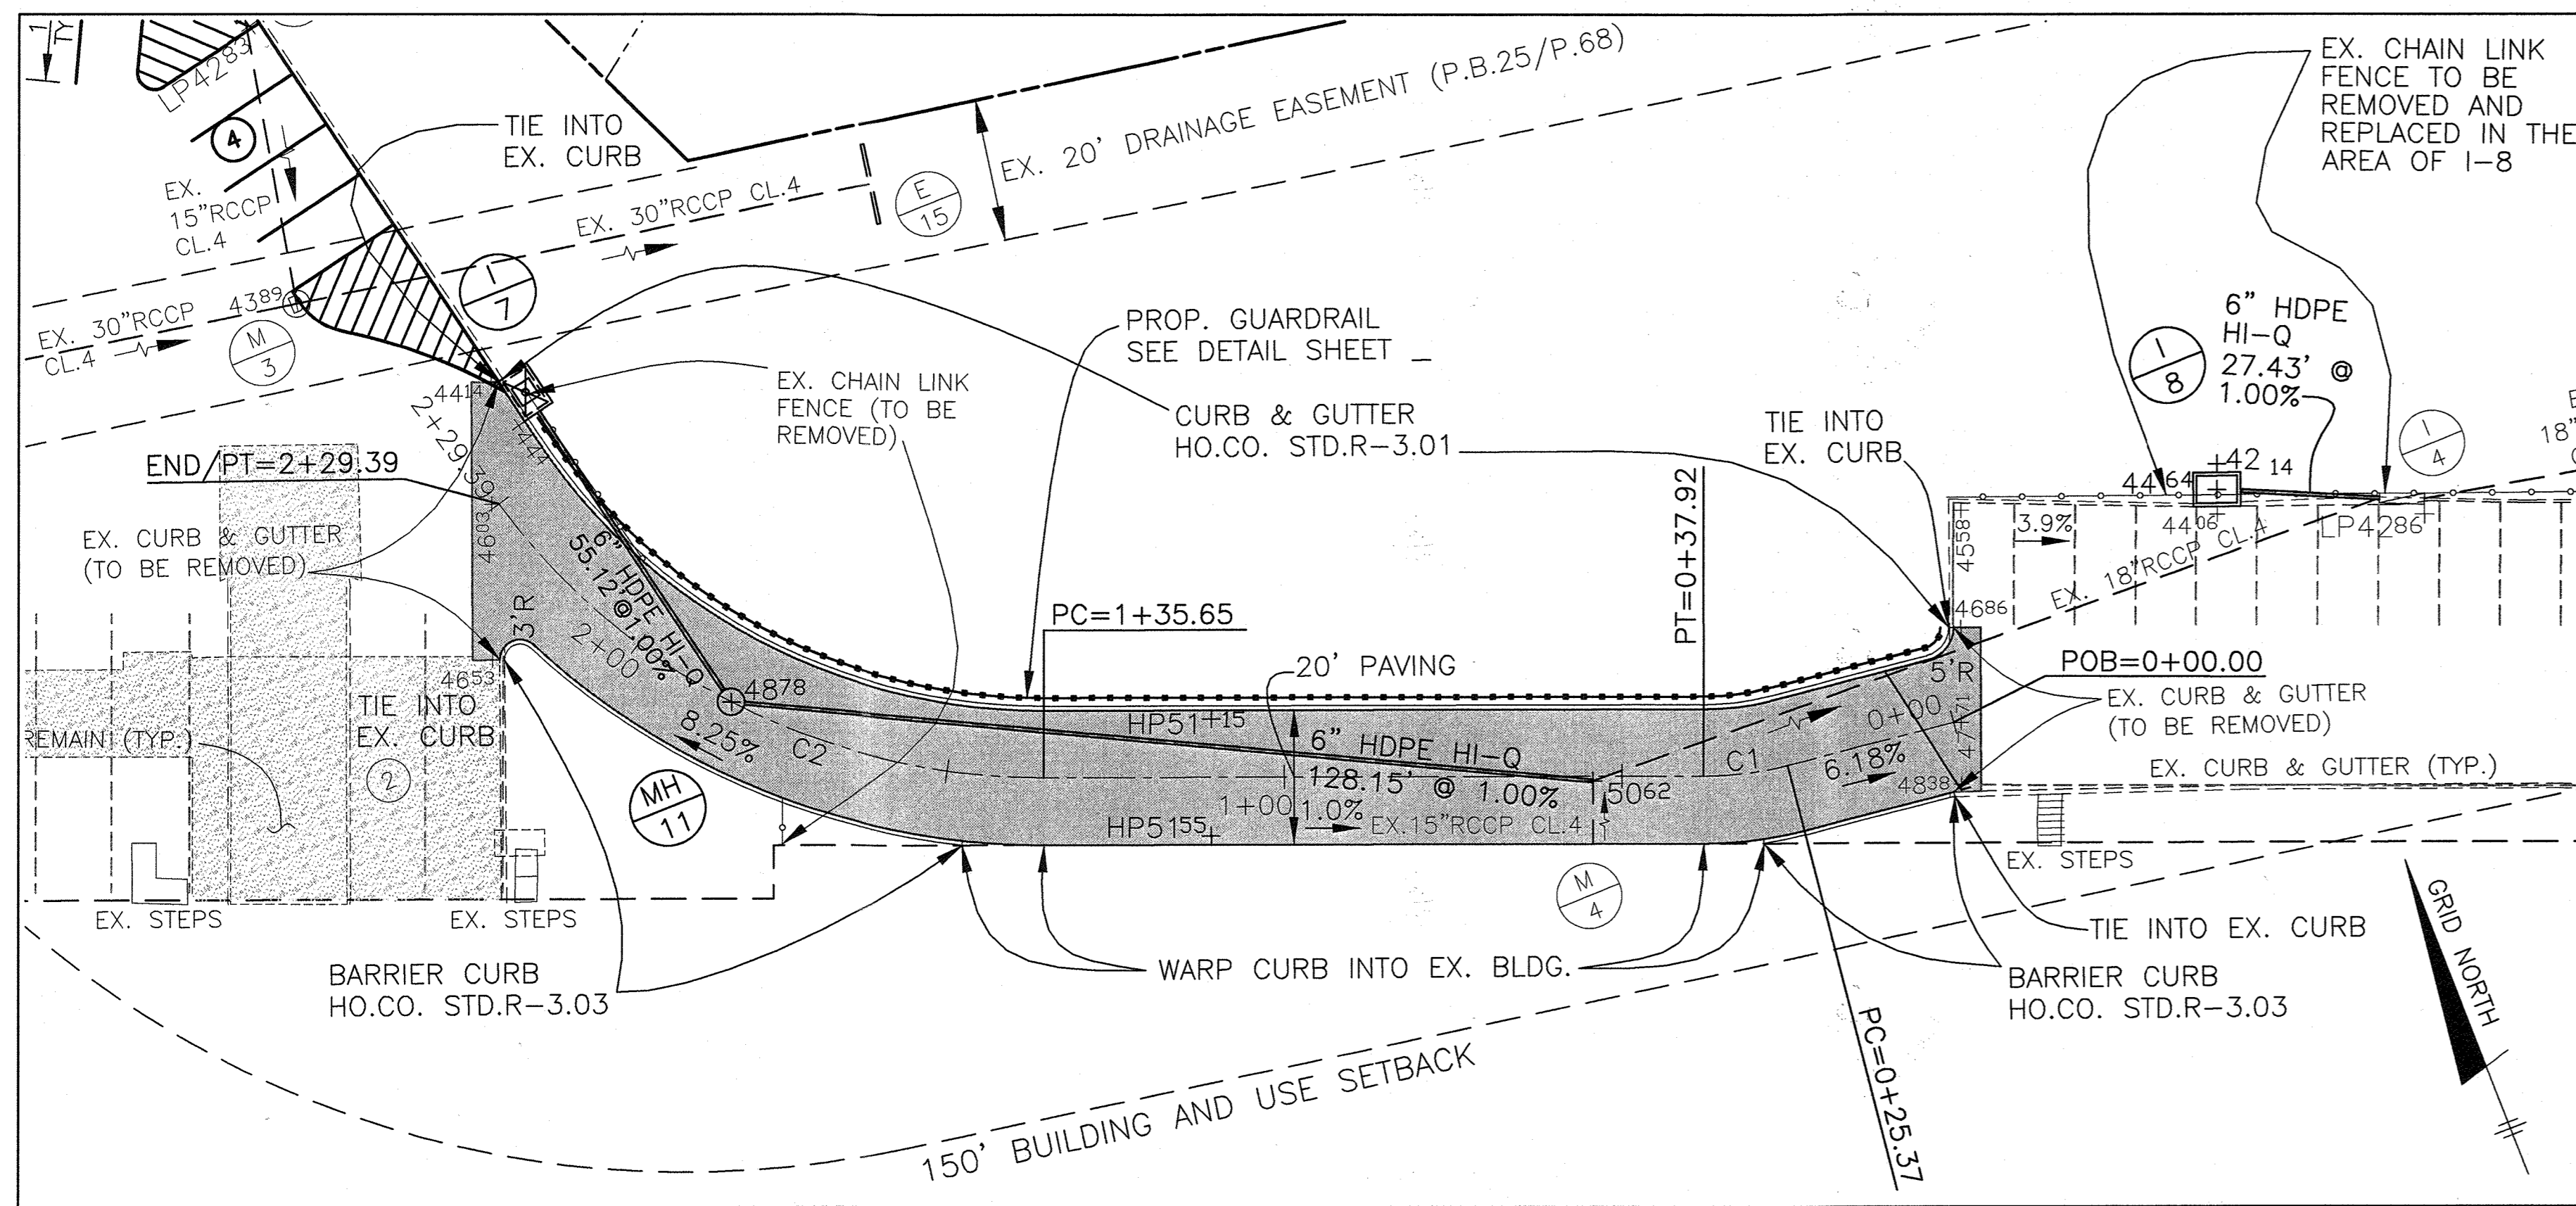 1
TY
LP4283
4
EX.
15"RCCP
CL.4
TIE INTO
EX. CURB
EX. 30"RCCP CL.4
E
15
EX. 20' DRAINAGE EASEMENT (P.B.25/P.68)
EX. CHAIN LINK
FENCE TO BE
REMOVED AND
REPLACED IN THE
AREA OF I-8
EX. 30"RCCP
CL.4
4389
M
3
I
7
PROP. GUARDRAIL
SEE DETAIL SHEET _
EX. CHAIN LINK
FENCE (TO BE
REMOVED)
CURB & GUTTER
HO.CO. STD.R-3.01
TIE INTO
EX. CURB
I
8
6" HDPE
HI-Q
27.43' @
1.00%
I
4
18"
4414
2+29.39
+444
END/PT=2+29.39
4603
EX. CURB & GUTTER
(TO BE REMOVED)
3'R
6" HDPE HI-Q
55.12'@1.00%
2+00
PC=1+35.65
PT=0+37.92
4464
+42 14
4406
LP4286
3.9%
4558+
EX. 18"RCCP CL.4
4686
POB=0+00.00
EX. CURB & GUTTER
(TO BE REMOVED)
EX. CURB & GUTTER (TYP.)
20' PAVING
5'R
0+00
47+71
4653
TIE INTO
EX. CURB
REMAIN (TYP.)
2
4878
8.25%
C2
HP51+15
6" HDPE HI-Q
128.15' @ 1.00%
1+00
1.0%
HP5155
EX.15"RCCP CL.4
5062
C1
6.18%
4838
MH
11
M
4
EX. STEPS
EX. STEPS
EX. STEPS
TIE INTO EX. CURB
BARRIER CURB
HO.CO. STD.R-3.03
WARP CURB INTO EX. BLDG.
BARRIER CURB
HO.CO. STD.R-3.03
PC=0+25.37
GRID NORTH
150' BUILDING AND USE SETBACK